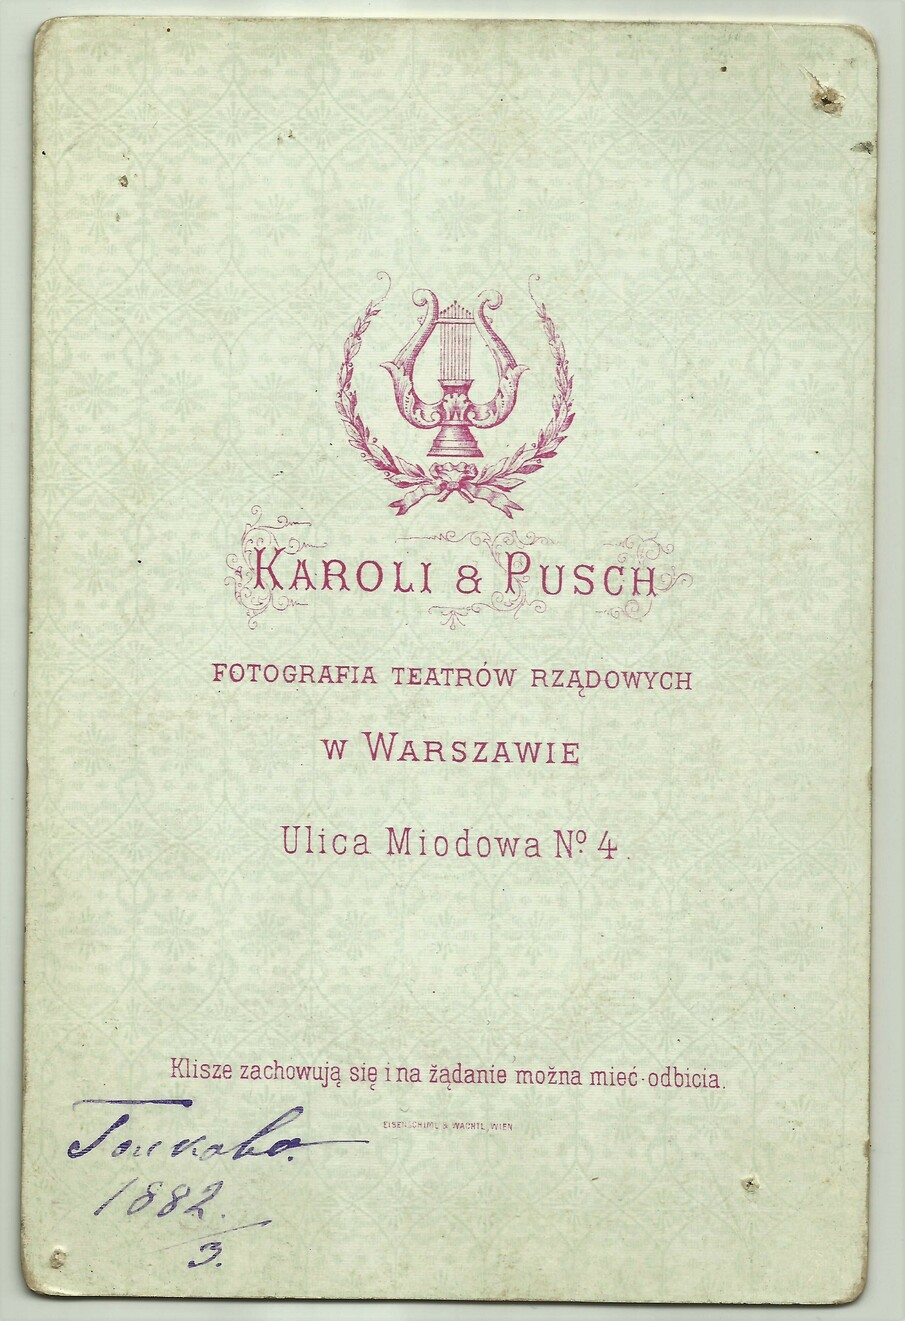 KAROLI & PUSCH
FOTOGRAFIA TEATRÓW RZĄDOWYCH
W WARSZAWIE
Ulica Miodowa Nº 4.
Klisze zachowują się i na żądanie można mieć odbicia.
EISENSCHIML & WACHTL, WIEN
1882.
3.